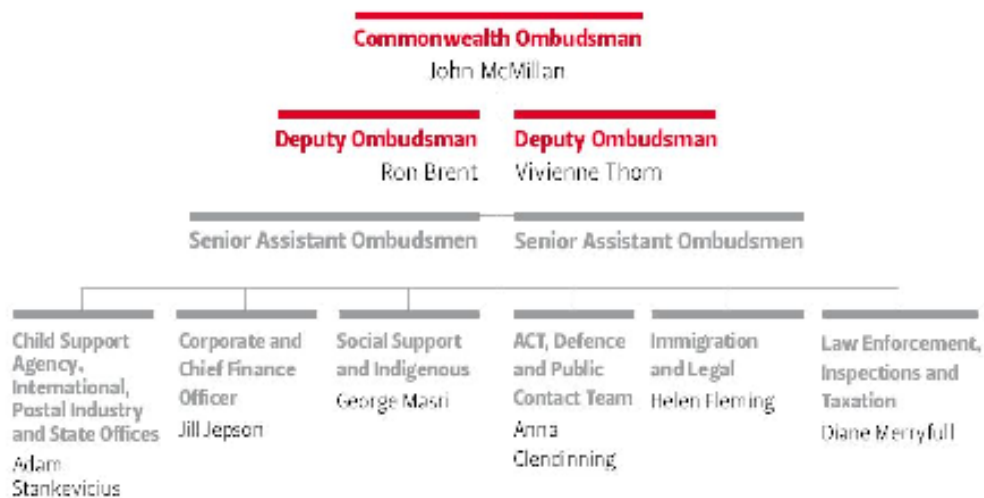 Commonwealth Ombudsman
John McMillan
Deputy Ombudsman
Ron Brent
Deputy Ombudsman
Vivienne Thom
Senior Assistant Ombudsmen
Senior Assistant Ombudsmen
Child Support
Agency,
International,
Postal Industry
and State Offices
Adam
Stankevicius
Corporate and
Chief Finance
Officer
Jill Jepson
Social Support
and Indigenous
George Masri
ACT, Defence
and Public
Contact Team
Anna
Clendinning
Immigration
and Legal
Helen Fleming
Law Enforcement,
Inspections and
Taxation
Diane Merryfull